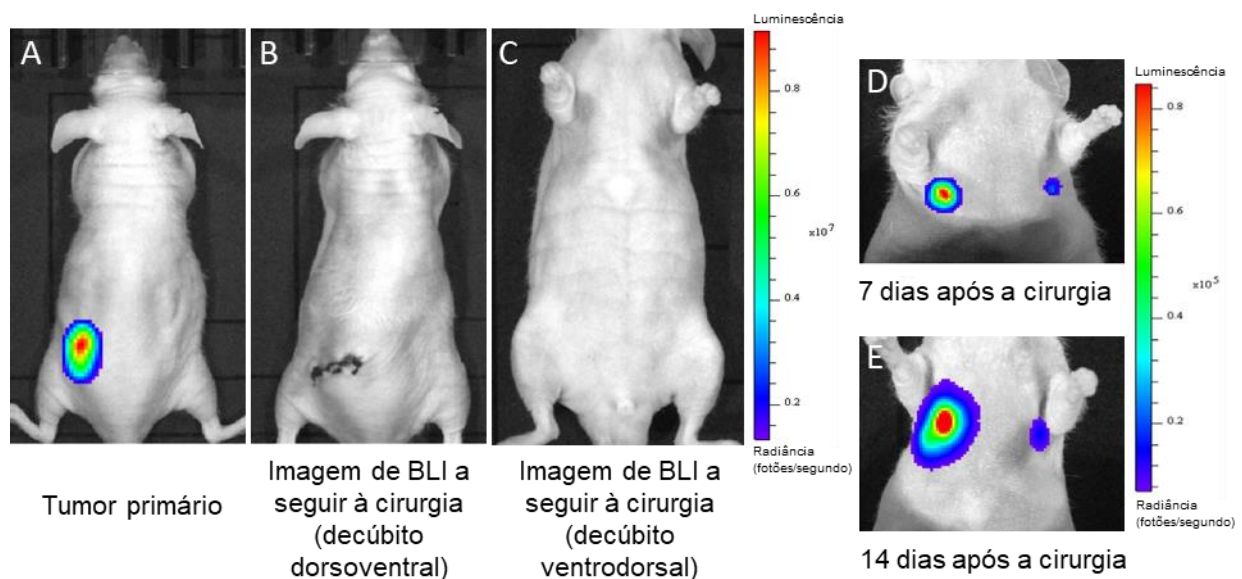 A
B
C
Luminescência
0.8
0.6
x10⁷
0.4
0.2
Radiância
(fotões/segundo)
Tumor primário
Imagem de BLI a
seguir à cirurgia
(decúbito
dorsoventral)
Imagem de BLI a
seguir à cirurgia
(decúbito
ventrodorsal)
D
7 dias após a cirurgia
E
14 dias após a cirurgia
Luminescência
0.8
0.6
x10⁵
0.4
0.2
Radiância
(fotões/segundo)